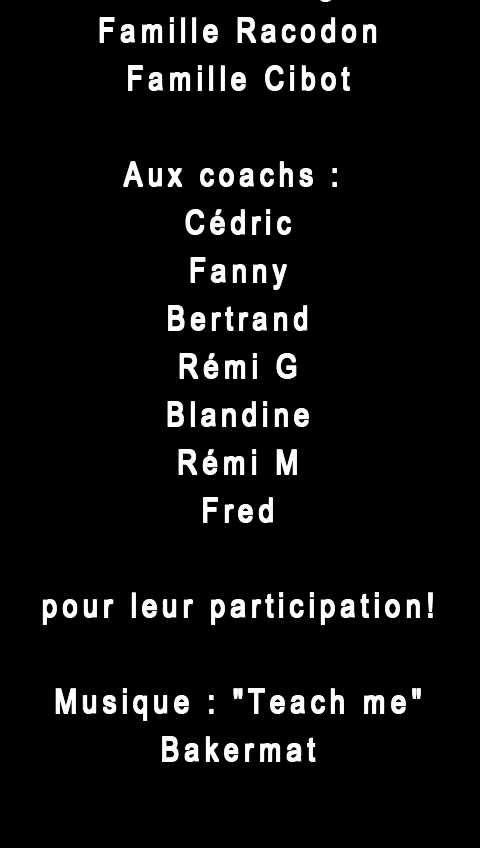 Famille Racodon
Famille Cibot
Aux coachs :
Cédric
Fanny
Bertrand
Rémi G
Blandine
Rémi M
Fred
pour leur participation!
Musique : "Teach me"
Bakermat